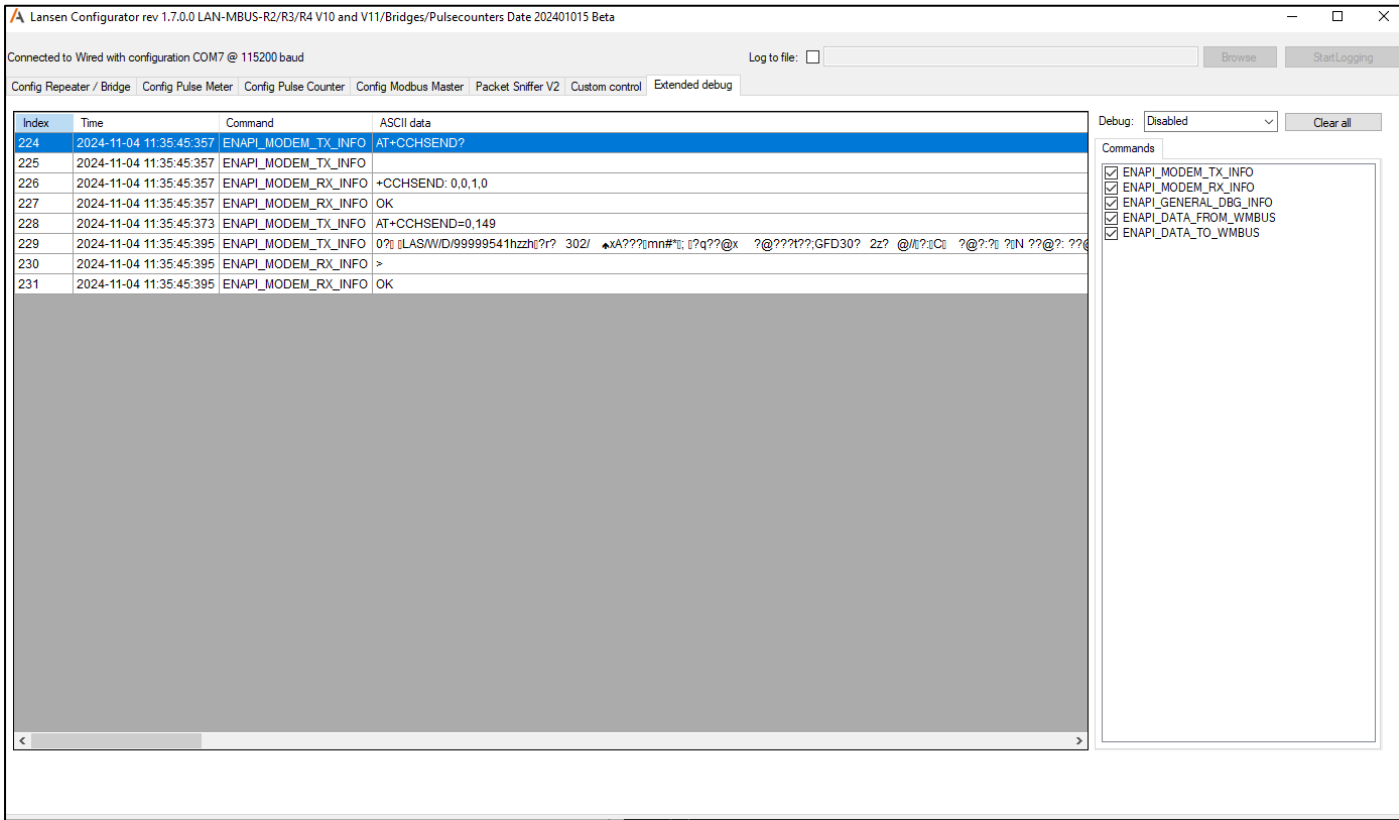 Lansen Configurator rev 1.7.0.0 LAN-MBUS-R2/R3/R4 V10 and V11/Bridges/Pulsecounters Date 202401015 Beta
Connected to Wired with configuration COM7 @ 115200 baud
Log to file:
Browse
StartLogging
Config Repeater / Bridge Config Pulse Meter Config Pulse Counter Config Modbus Master Packet Sniffer V2 Custom control Extended debug
Index Time Command ASCII data
224 2024-11-04 11:35:45:357 ENAPI_MODEM_TX_INFO AT+CCHSEND?
225 2024-11-04 11:35:45:357 ENAPI_MODEM_TX_INFO
226 2024-11-04 11:35:45:357 ENAPI_MODEM_RX_INFO +CCHSEND: 0,0,1,0
227 2024-11-04 11:35:45:357 ENAPI_MODEM_RX_INFO OK
228 2024-11-04 11:35:45:373 ENAPI_MODEM_TX_INFO AT+CCHSEND=0,149
229 2024-11-04 11:35:45:395 ENAPI_MODEM_TX_INFO 0?▯ ▯LAS/W/D/99999541hzzh▯?r? 302/ ♠xA???▯mn#*▯; ▯?q??@x ?@???t??;GFD30? 2z? @//▯?:▯C▯ ?@?:?▯ ?▯N ??@?: ??@
230 2024-11-04 11:35:45:395 ENAPI_MODEM_RX_INFO >
231 2024-11-04 11:35:45:395 ENAPI_MODEM_RX_INFO OK
Debug: Disabled Clear all
Commands
ENAPI_MODEM_TX_INFO
ENAPI_MODEM_RX_INFO
ENAPI_GENERAL_DBG_INFO
ENAPI_DATA_FROM_WMBUS
ENAPI_DATA_TO_WMBUS